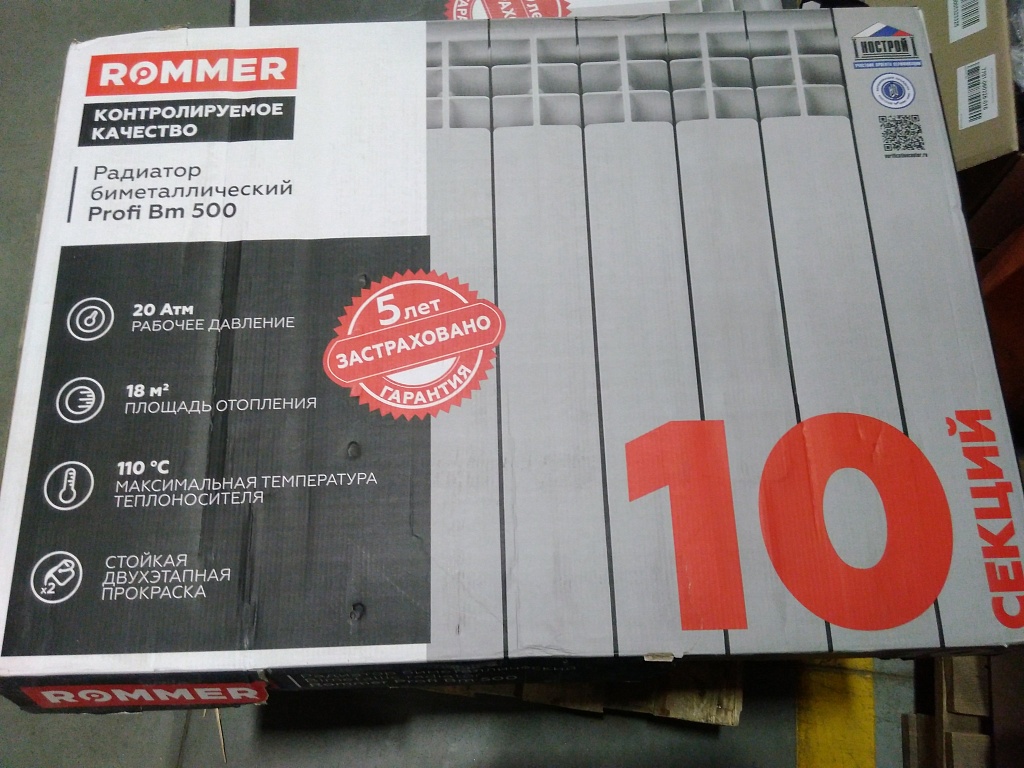 ROMMER
КОНТРОЛИРУЕМОЕ
КАЧЕСТВО
Радиатор
биметаллический
Profi Bm 500
20 Атм
РАБОЧЕЕ ДАВЛЕНИЕ
18 м²
ПЛОЩАДЬ ОТОПЛЕНИЯ
110 °С
МАКСИМАЛЬНАЯ ТЕМПЕРАТУРА
ТЕПЛОНОСИТЕЛЯ
x2
СТОЙКАЯ
ДВУХЭТАПНАЯ
ПРОКРАСКА
5 лет
ЗАСТРАХОВАНО
ГАРАНТИЯ
НОСТРОЙ
10
СЕКЦИЙ
ROMMER